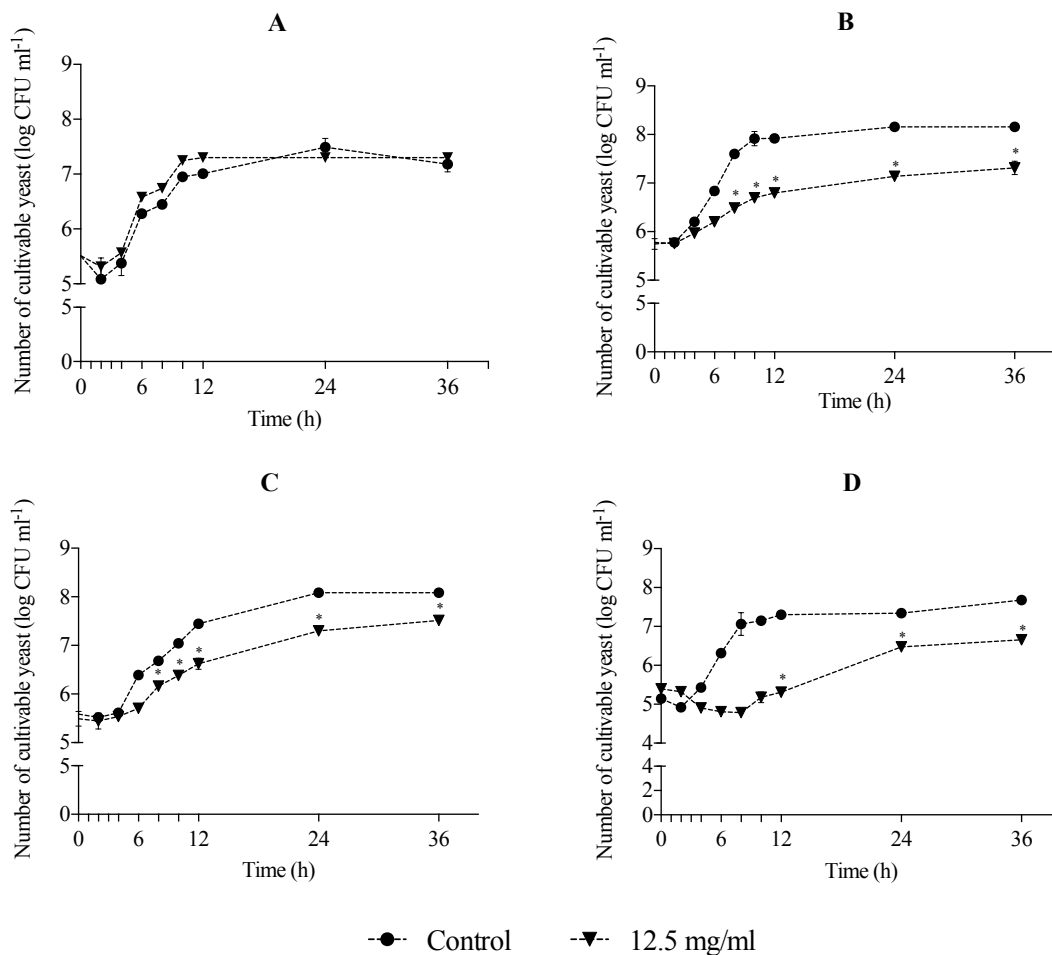 A
Number of cultivable yeast (log CFU ml-1)
9
8
7
6
5
5
0
0 6 12 24 36
Time (h)
B
Number of cultivable yeast (log CFU ml-1)
9
8
7
6
5
5
0
* * * * *
0 6 12 24 36
Time (h)
C
Number of cultivable yeast (log CFU ml-1)
9
8
7
6
5
5
0
* * * * *
0 6 12 24 36
Time (h)
D
Number of cultivable yeast (log CFU ml-1)
9
8
7
6
5
4
4
2
0
* * *
0 6 12 24 36
Time (h)
Control 12.5 mg/ml